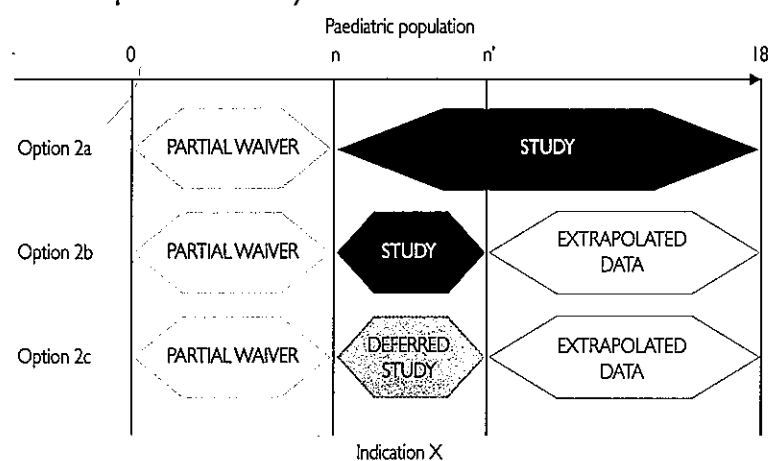 Paediatric population
0 n n' 18
Option 2a PARTIAL WAIVER STUDY
Option 2b PARTIAL WAIVER STUDY EXTRAPOLATED DATA
Option 2c PARTIAL WAIVER DEFERRED STUDY EXTRAPOLATED DATA
Indication X